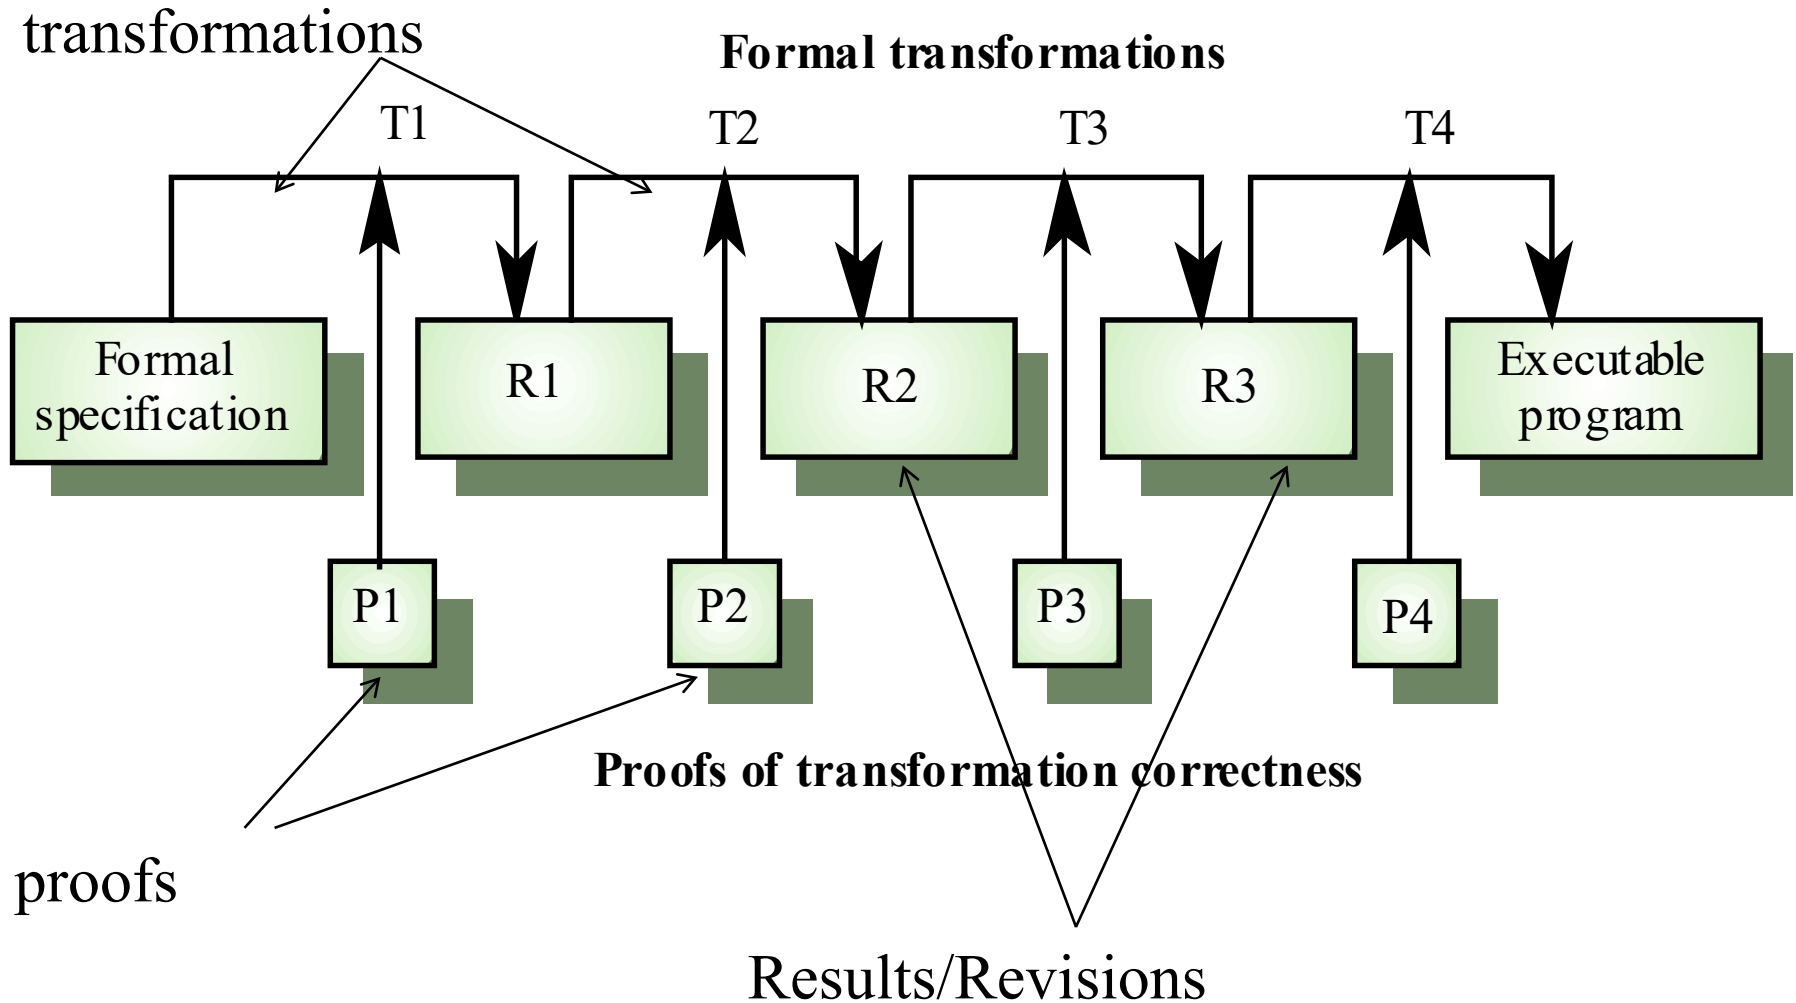 transformations
Formal transformations
T1
T2
T3
T4
Formal
specification
R1
R2
R3
Executable
program
P1
P2
P3
P4
Proofs of transformation correctness
proofs
Results/Revisions